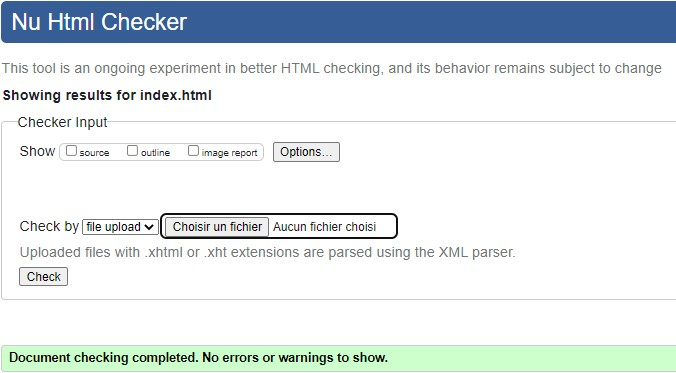 Nu Html Checker
This tool is an ongoing experiment in better HTML checking, and its behavior remains subject to change
Showing results for index.html
Checker Input
Show source outline image report Options...
Check by file upload Choisir un fichier Aucun fichier choisi
Uploaded files with .xhtml or .xht extensions are parsed using the XML parser.
Check
Document checking completed. No errors or warnings to show.